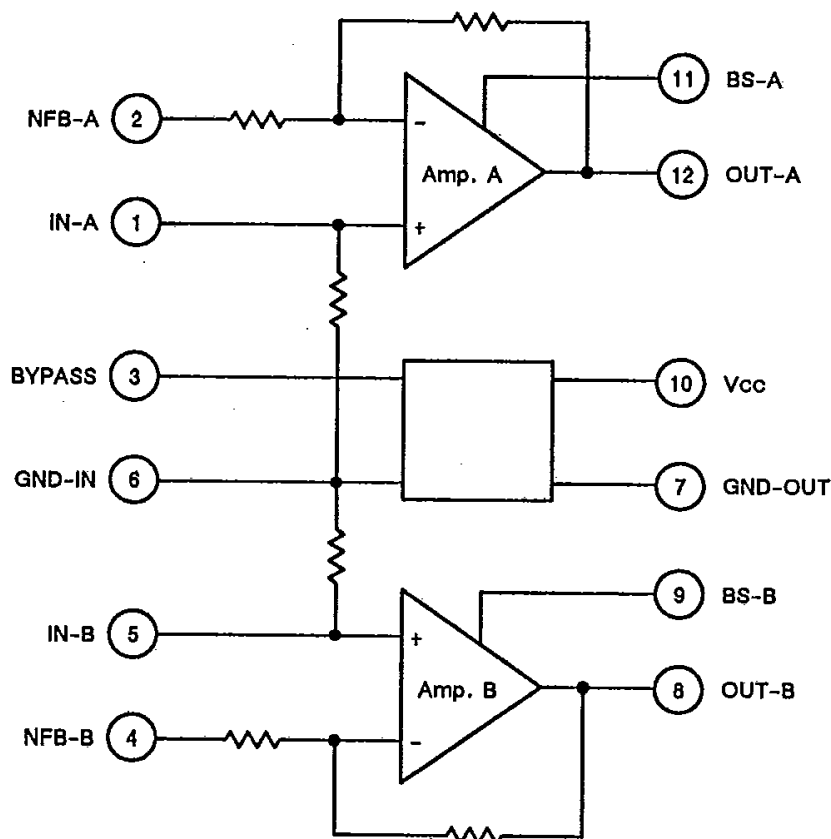 11 BS-A
NFB-A 2
-
Amp. A
12 OUT-A
IN-A 1
+
BYPASS 3
10 Vcc
GND-IN 6
7 GND-OUT
9 BS-B
IN-B 5
+
Amp. B
8 OUT-B
NFB-B 4
-